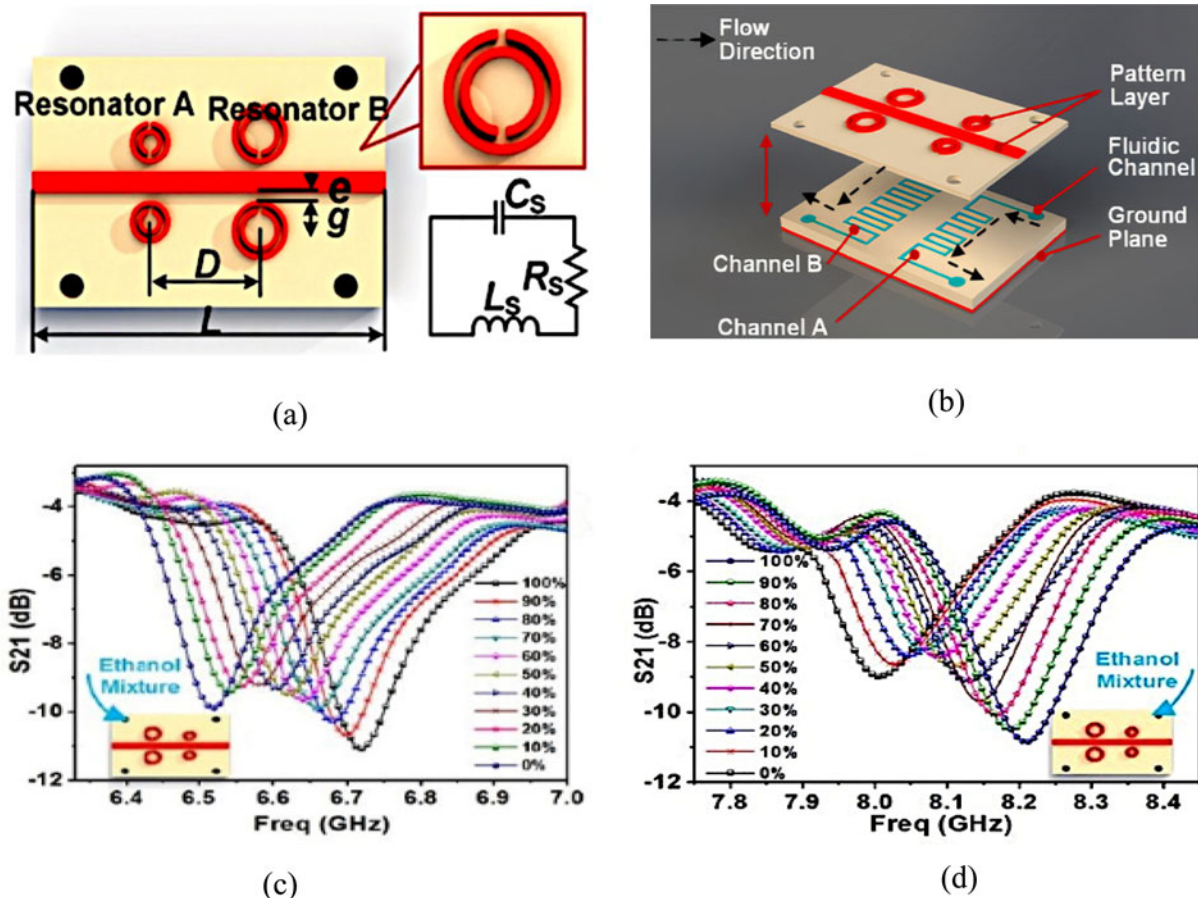 Resonator A
Resonator B
e
g
D
L
Cs
Rs
Ls
(a)
Flow
Direction
Pattern
Layer
Fluidic
Channel
Ground
Plane
Channel B
Channel A
(b)
S21 (dB)
-4
-6
-8
-10
-12
6.4
6.5
6.6
6.7
6.8
6.9
7.0
Freq (GHz)
100%
90%
80%
70%
60%
50%
40%
30%
20%
10%
0%
Ethanol
Mixture
(c)
S21 (dB)
-4
-6
-8
-10
-12
7.8
7.9
8.0
8.1
8.2
8.3
8.4
Freq (GHz)
100%
90%
80%
70%
60%
50%
40%
30%
20%
10%
0%
Ethanol
Mixture
(d)